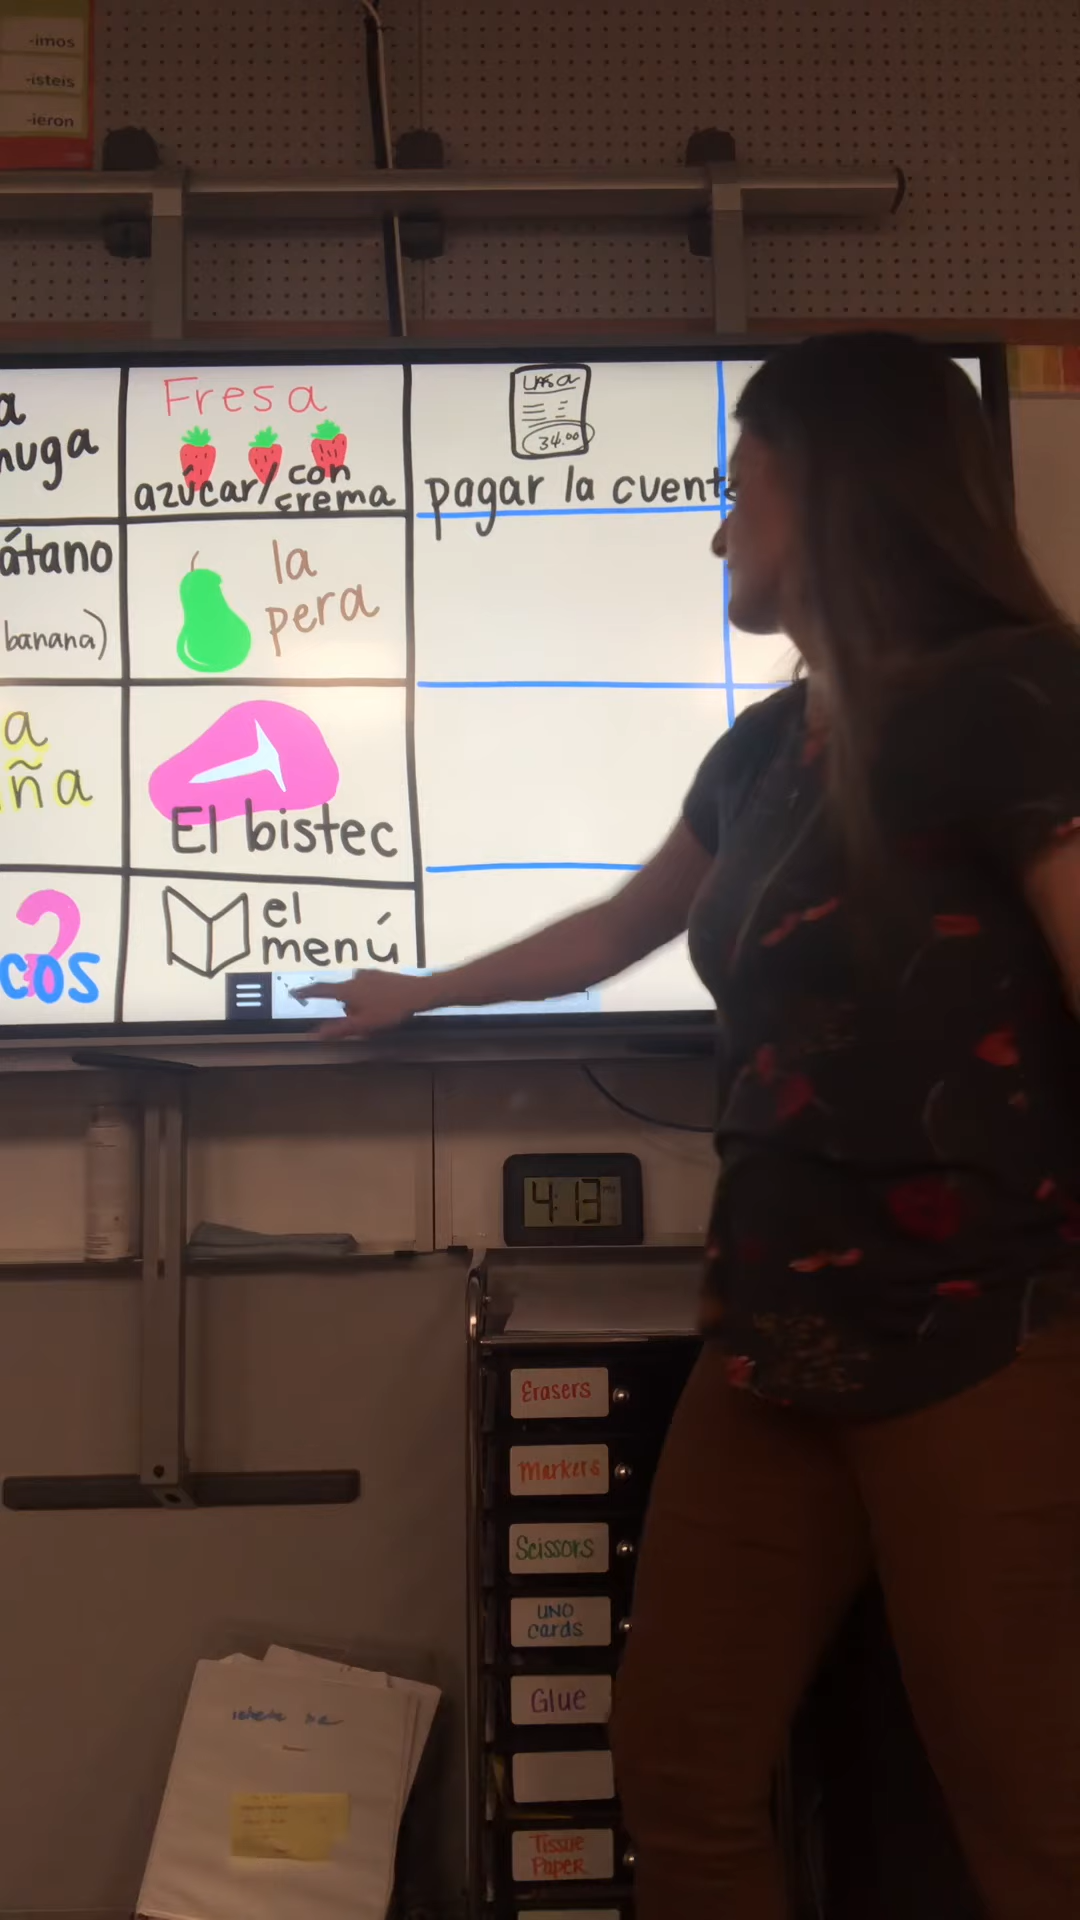 -imos
-isteis
-ieron
Fresa
azúcar/con
crema
34.00
pagar la cuent
átano
banana)
la
pera
a
ña
El bistec
el
menú
cos
4:13
Erasers
Markers
Scissors
UNO
cards
Glue
Tissue
Paper